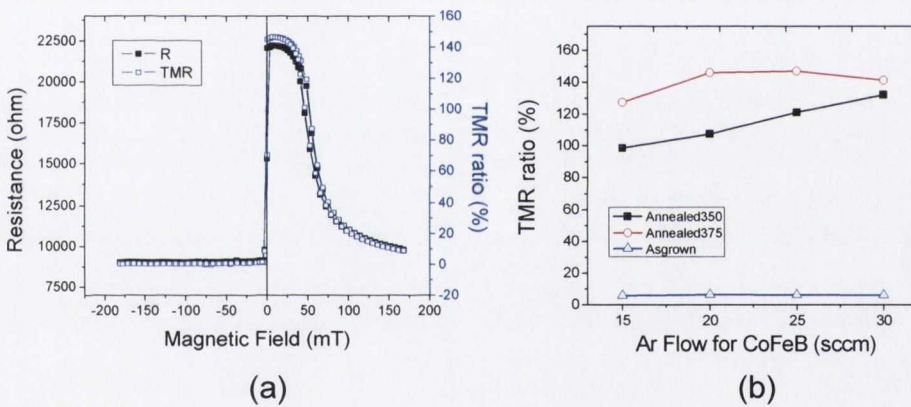 R
TMR
Resistance (ohm)
22500
20000
17500
15000
12500
10000
7500
160
140
120
100
80
60
40
20
0
-20
TMR ratio (%)
-200 -150 -100 -50 0 50 100 150 200
Magnetic Field (mT)
(a)
TMR ratio (%)
160
140
120
100
80
60
40
20
0
Annealed350
Annealed375
Asgrown
15 20 25 30
Ar Flow for CoFeB (sccm)
(b)